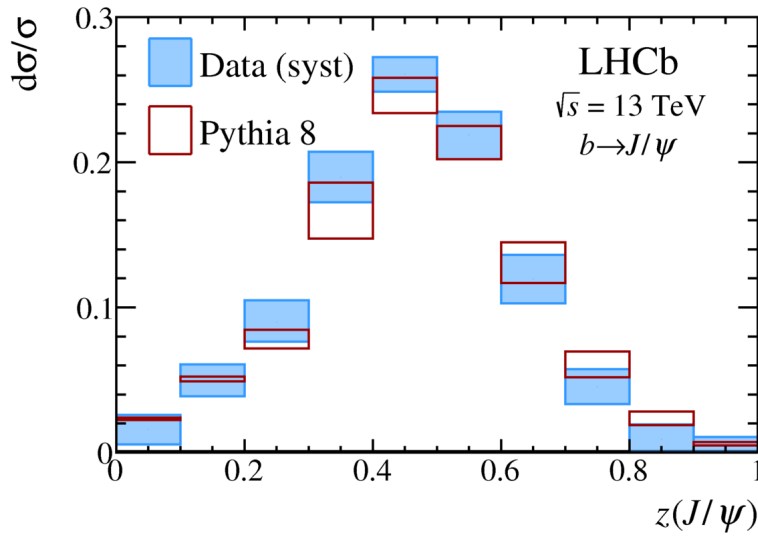 dσ/σ
0.3
0.2
0.1
0
Data (syst)
Pythia 8
LHCb
√s = 13 TeV
b→J/ψ
0 0.2 0.4 0.6 0.8 1
z(J/ψ)